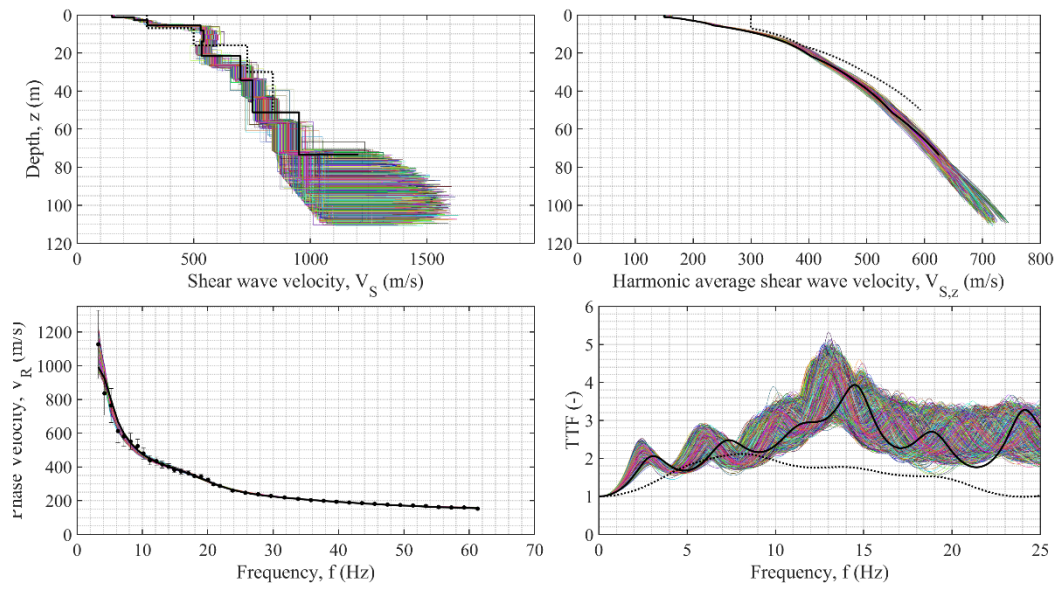 0
20
40
60
80
100
120
Depth, z (m)
0 500 1000 1500
Shear wave velocity, V_S (m/s)
0
20
40
60
80
100
120
0 100 200 300 400 500 600 700 800
Harmonic average shear wave velocity, V_S,z (m/s)
1200
1000
800
600
400
200
0
Phase velocity, v_R (m/s)
0 10 20 30 40 50 60 70
Frequency, f (Hz)
6
5
4
3
2
1
0
TTF (-)
0 5 10 15 20 25
Frequency, f (Hz)